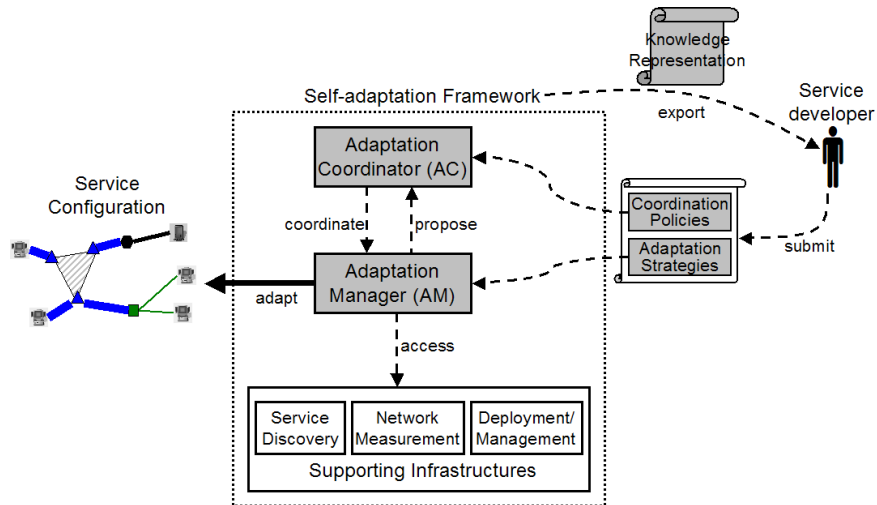 Knowledge
Representation
Self-adaptation Framework
export
Service
developer
Adaptation
Coordinator (AC)
Service
Configuration
coordinate
propose
Coordination
Policies
Adaptation
Strategies
submit
Adaptation
Manager (AM)
adapt
access
Service
Discovery
Network
Measurement
Deployment/
Management
Supporting Infrastructures